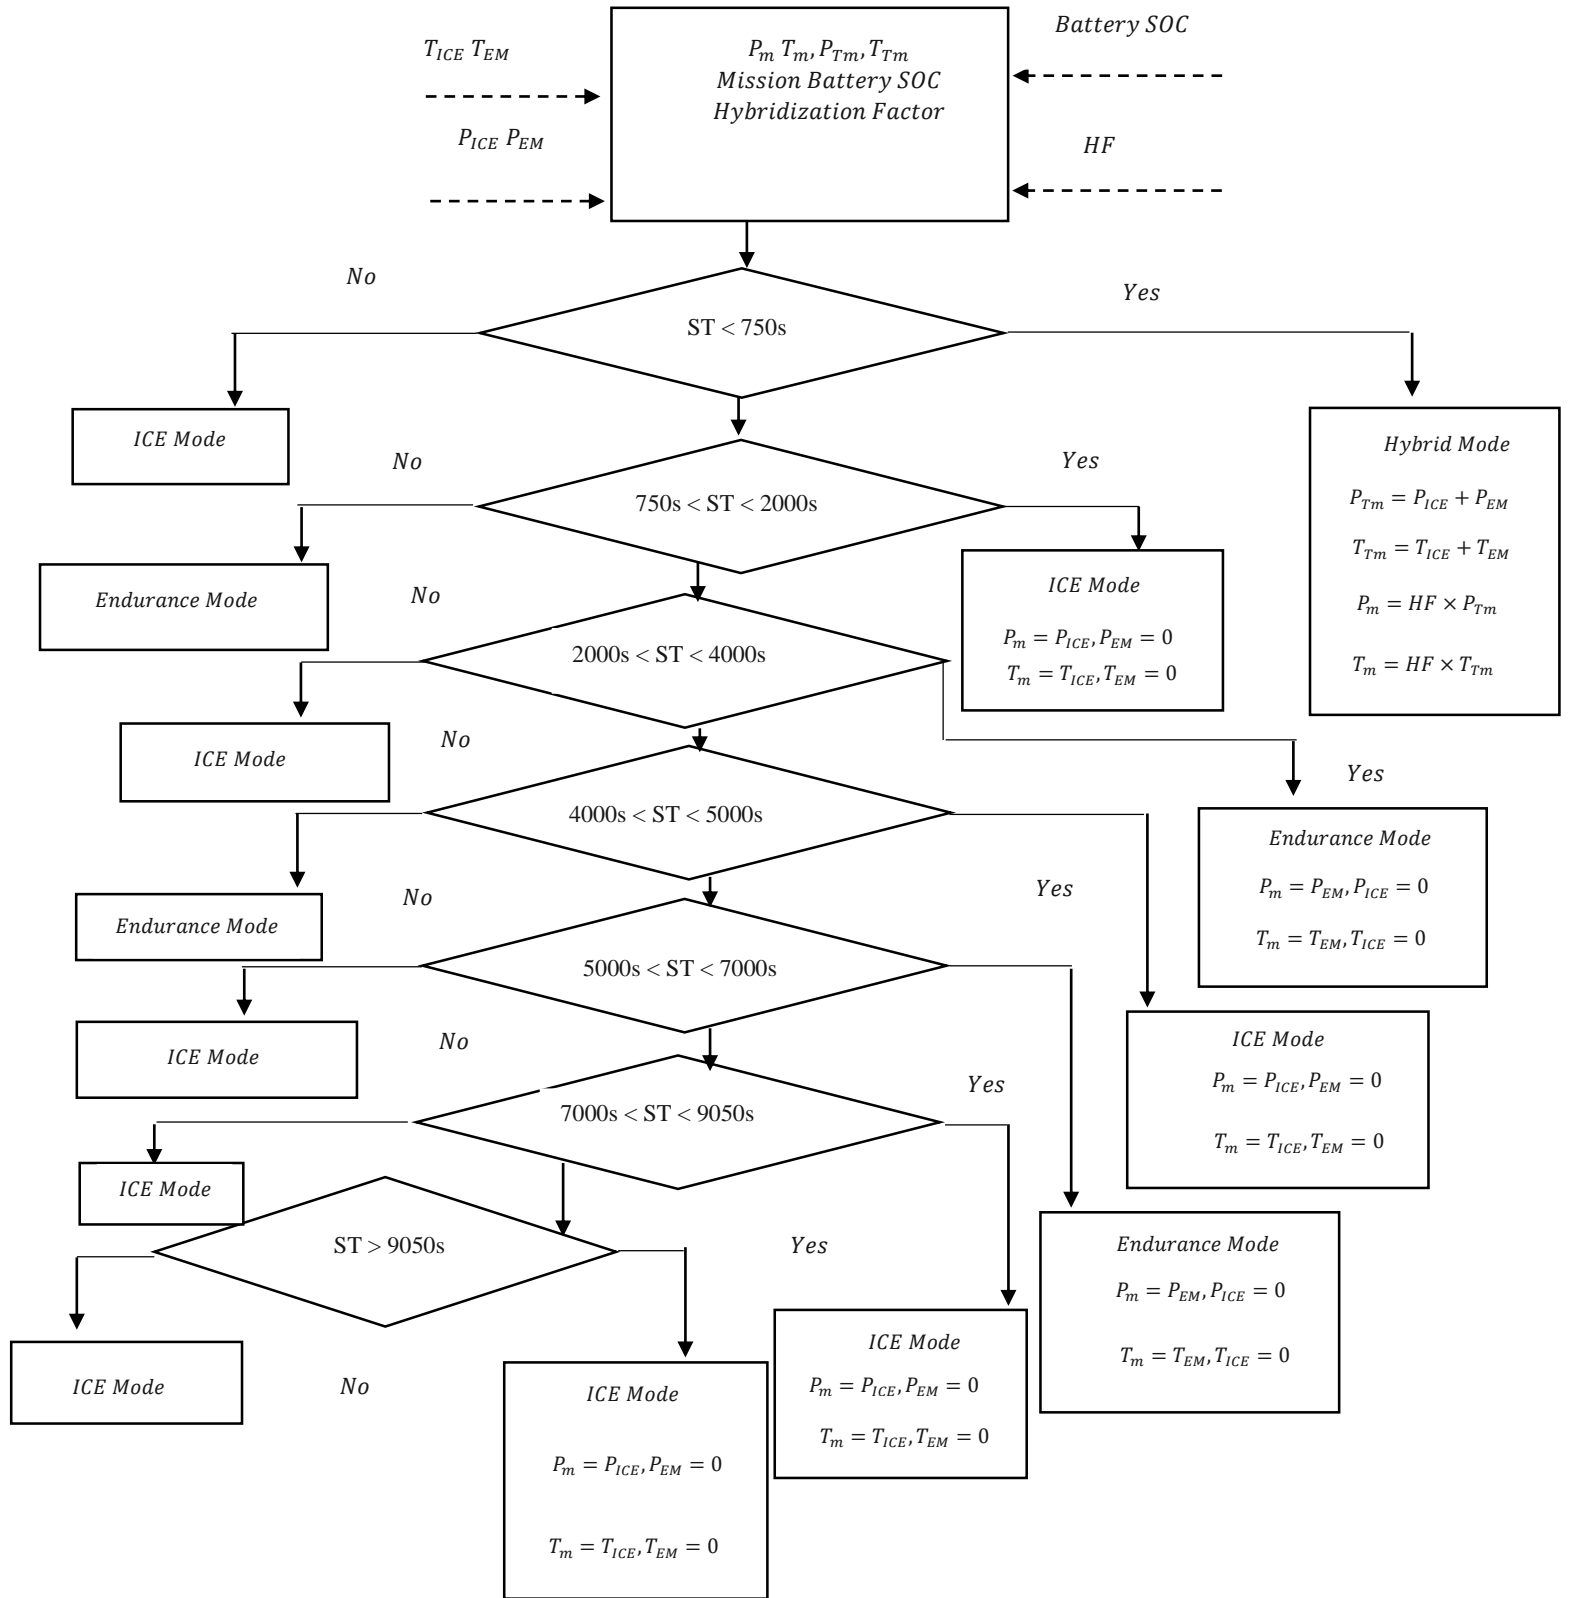 Battery SOC
T_ICE T_EM
P_m T_m, P_Tm, T_Tm
Mission Battery SOC
Hybridization Factor
P_ICE P_EM
HF
No
Yes
ST < 750s
ICE Mode
Hybrid Mode
P_Tm = P_ICE + P_EM
T_Tm = T_ICE + T_EM
P_m = HF × P_Tm
T_m = HF × T_Tm
No
Yes
750s < ST < 2000s
Endurance Mode
ICE Mode
P_m = P_ICE, P_EM = 0
T_m = T_ICE, T_EM = 0
No
2000s < ST < 4000s
ICE Mode
Yes
Endurance Mode
P_m = P_EM, P_ICE = 0
T_m = T_EM, T_ICE = 0
No
4000s < ST < 5000s
Endurance Mode
Yes
ICE Mode
P_m = P_ICE, P_EM = 0
T_m = T_ICE, T_EM = 0
No
5000s < ST < 7000s
ICE Mode
Yes
Endurance Mode
P_m = P_EM, P_ICE = 0
T_m = T_EM, T_ICE = 0
No
7000s < ST < 9050s
ICE Mode
Yes
ICE Mode
P_m = P_ICE, P_EM = 0
T_m = T_ICE, T_EM = 0
ST > 9050s
ICE Mode
No
ICE Mode
P_m = P_ICE, P_EM = 0
T_m = T_ICE, T_EM = 0